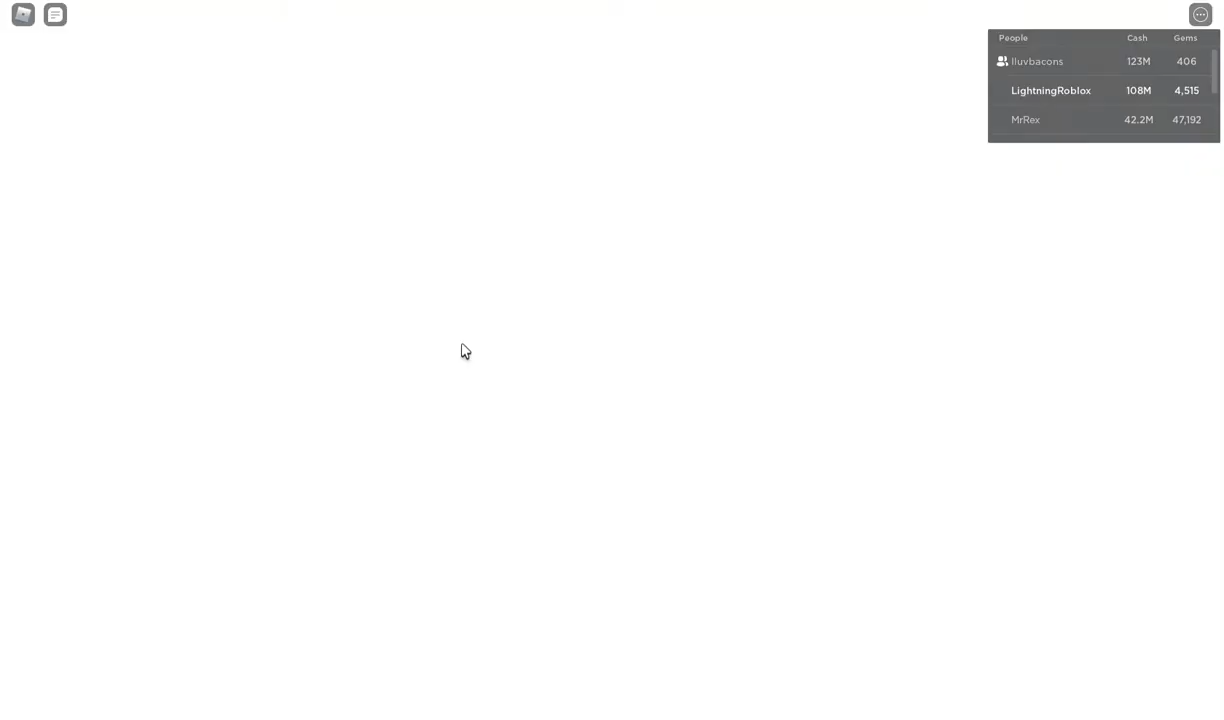 People Cash Gems
Iluvbacons 123M 406
LightningRoblox 108M 4,515
MrRex 42.2M 47,192